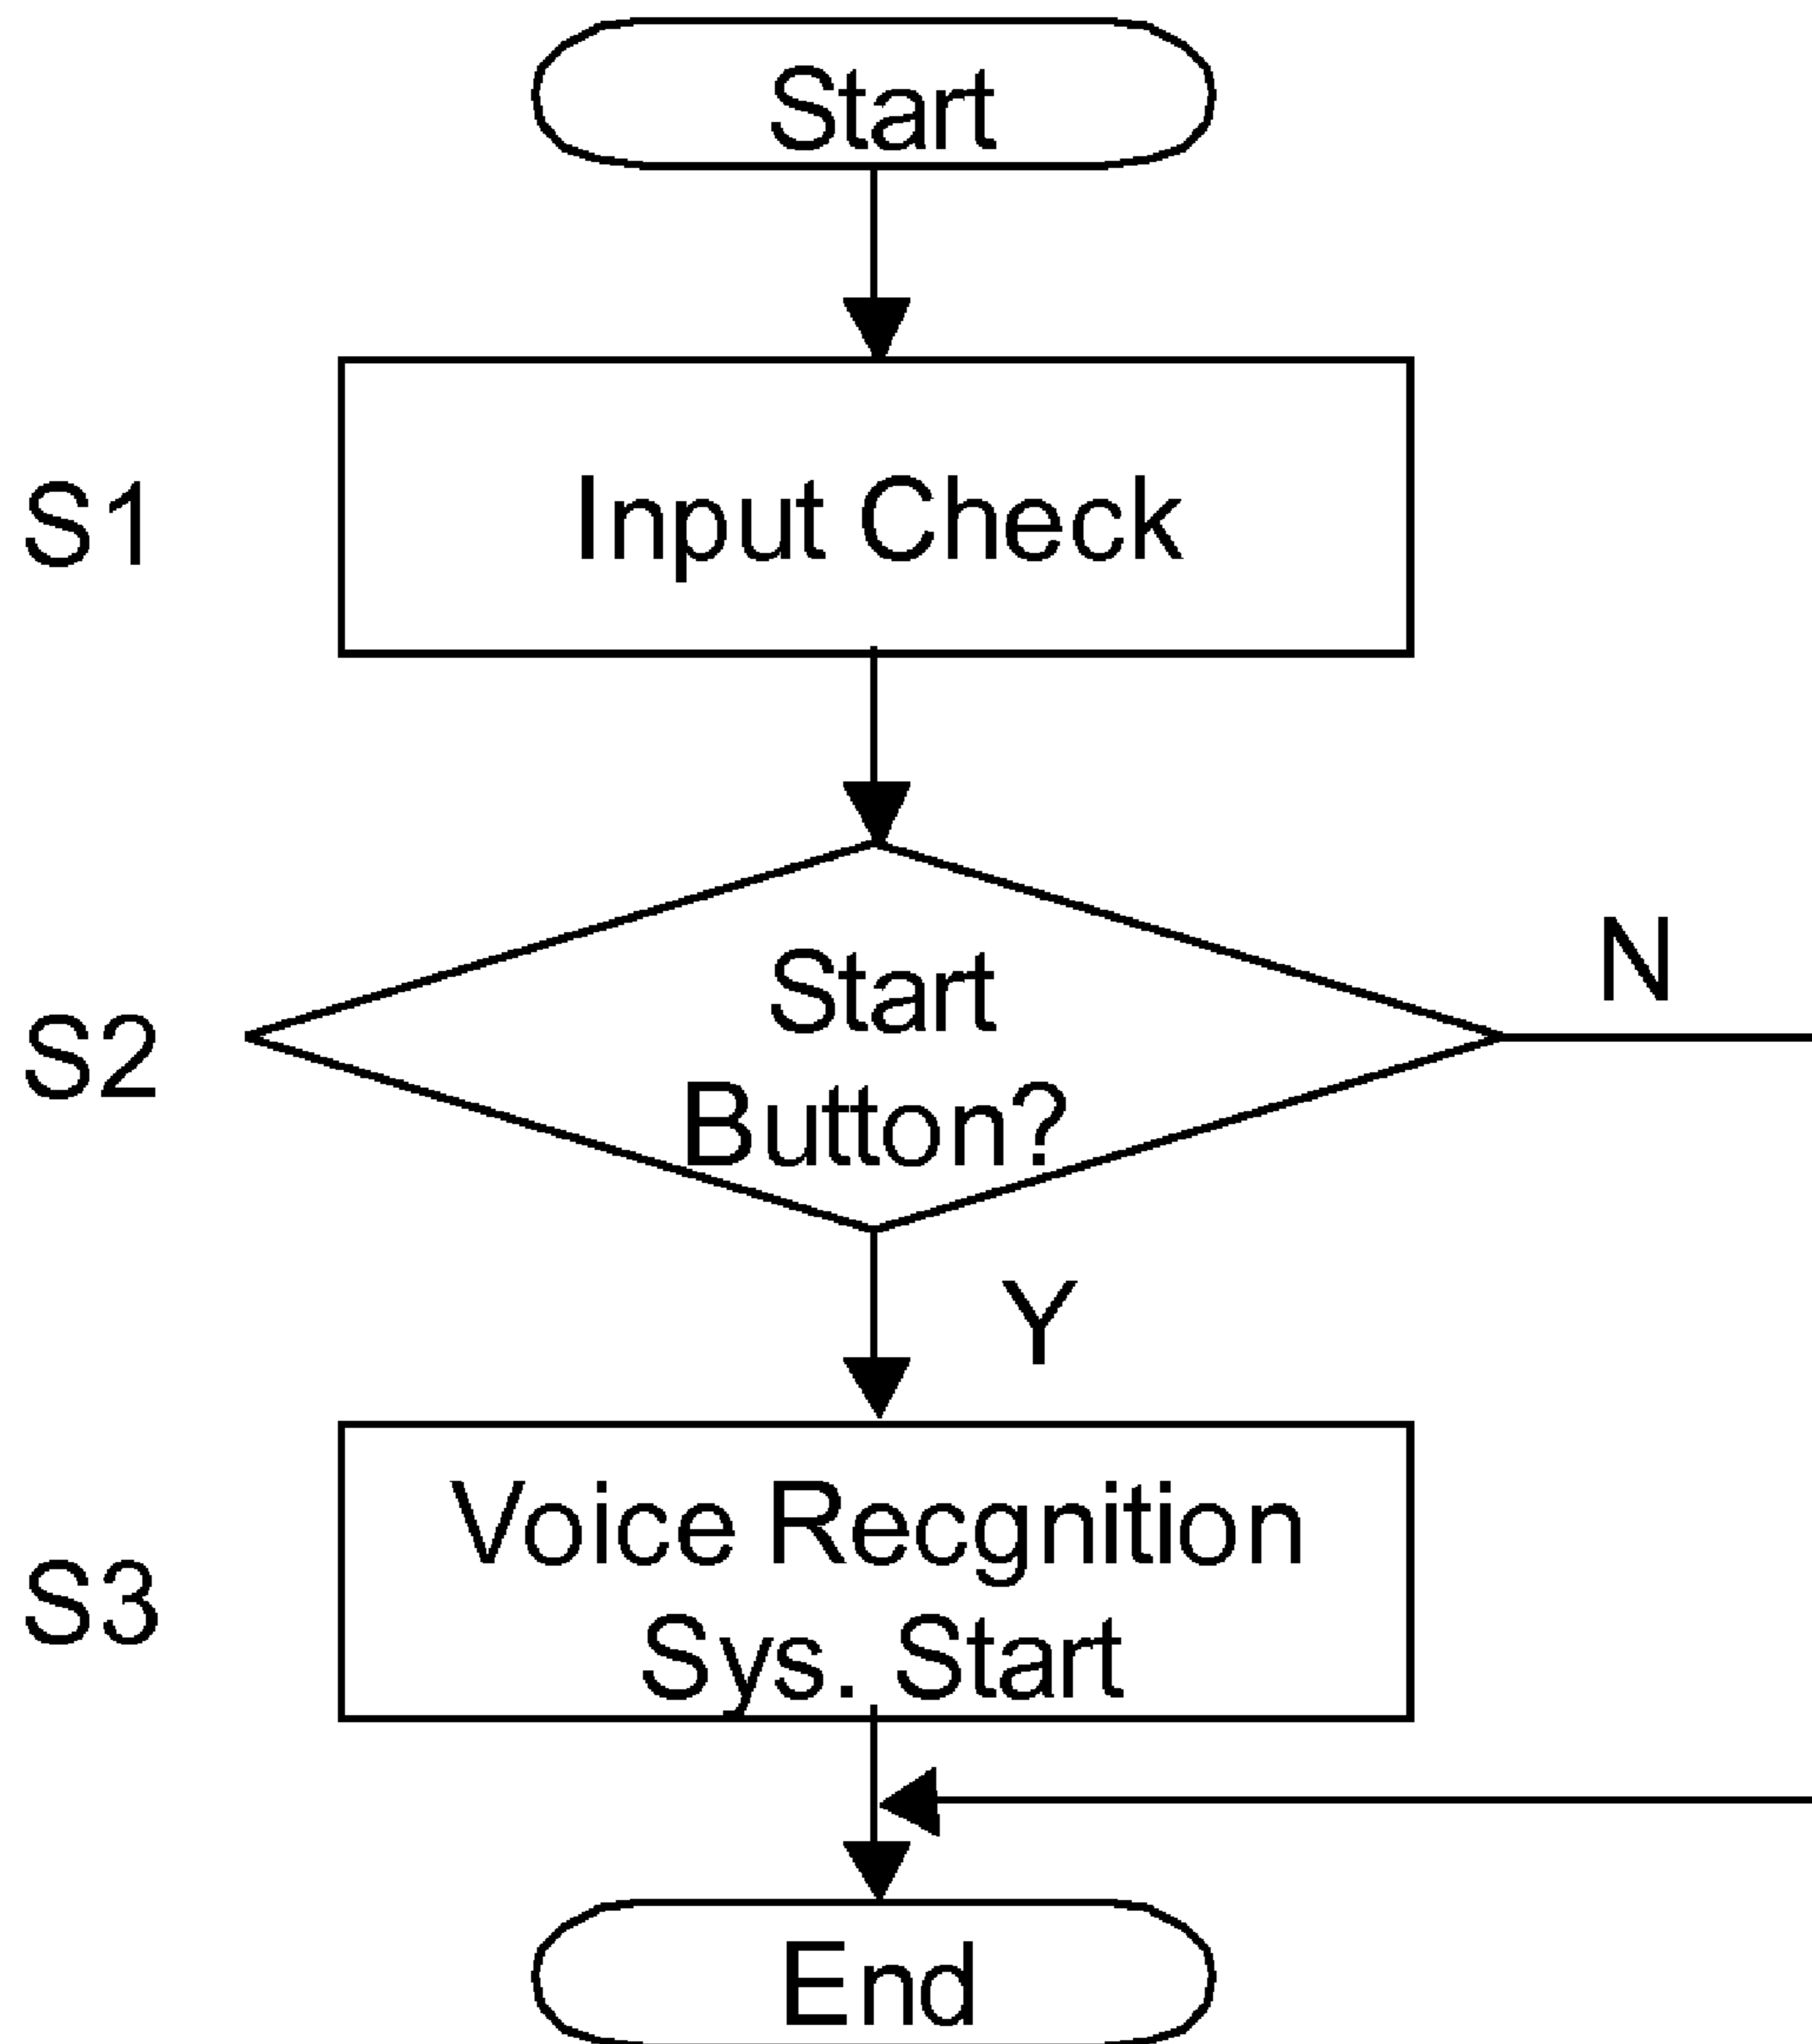 Start
S1
Input Check
S2
Start
Button?
N
Y
S3
Voice Recgnition
Sys. Start
End